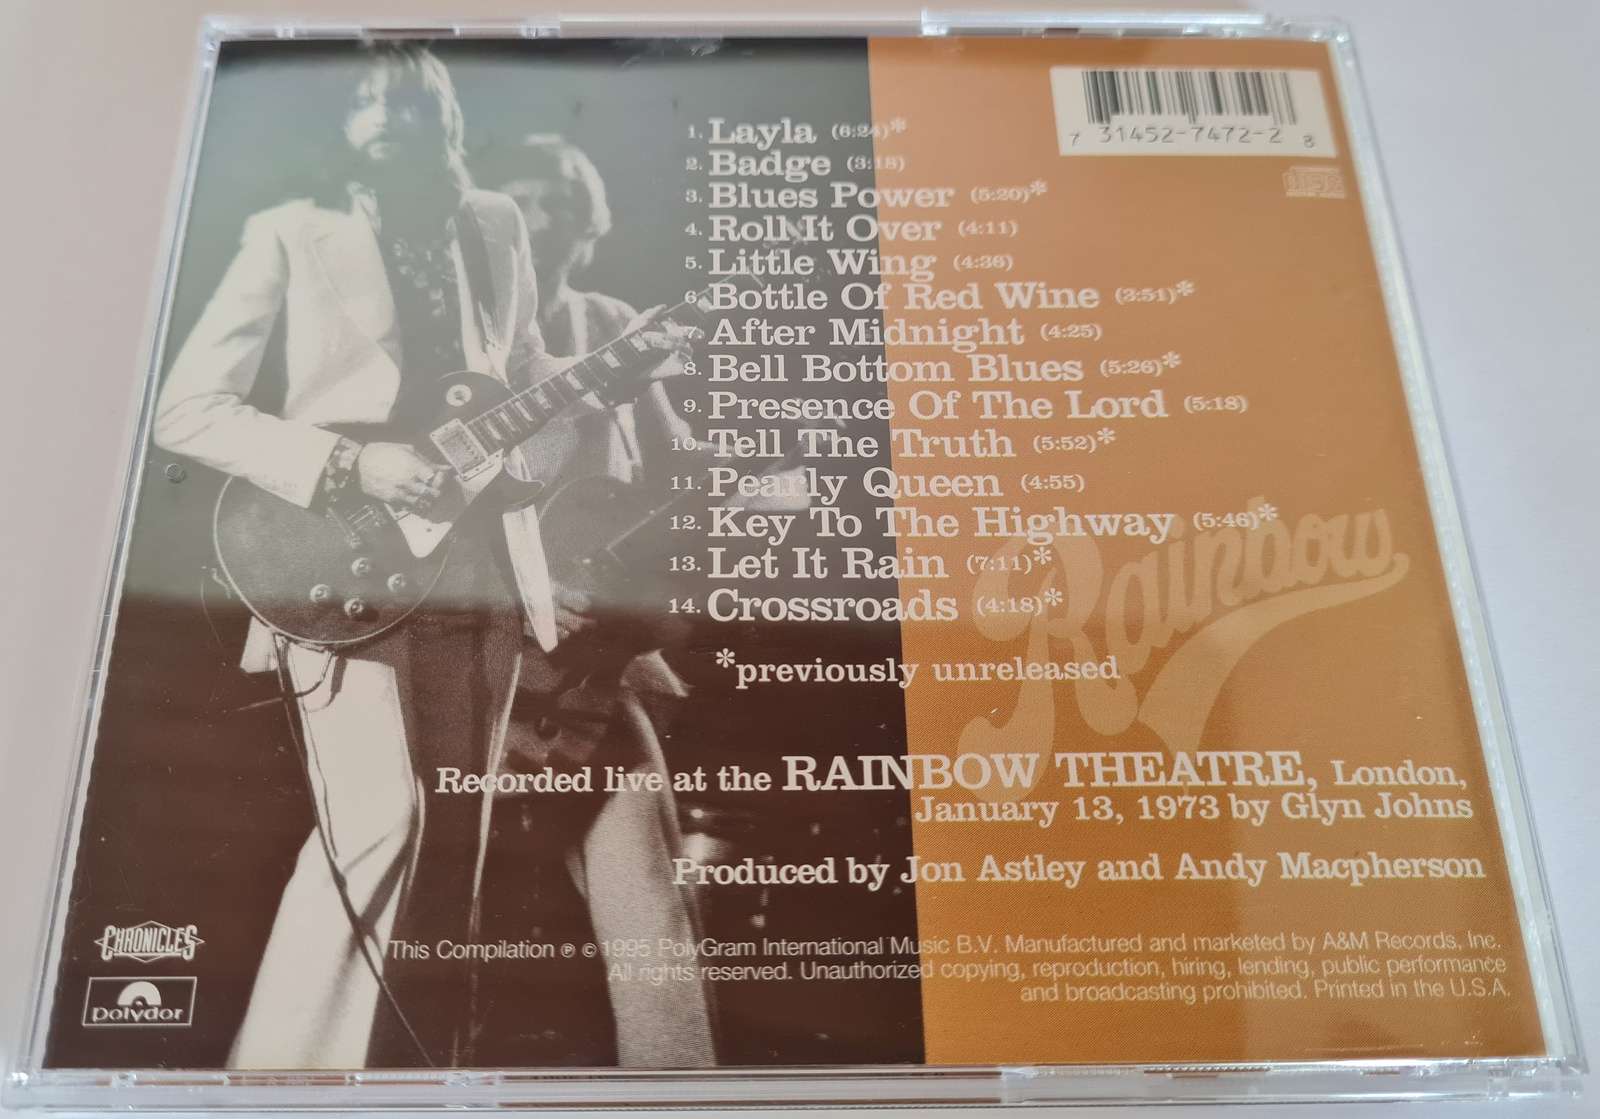 7 31452-7472-2 8
1. Layla (6:24)*
2. Badge (3:18)
3. Blues Power (5:20)*
4. Roll It Over (4:11)
5. Little Wing (4:36)
6. Bottle Of Red Wine (3:51)*
7. After Midnight (4:25)
8. Bell Bottom Blues (5:26)*
9. Presence Of The Lord (5:18)
10. Tell The Truth (5:52)*
11. Pearly Queen (4:55)
12. Key To The Highway (5:46)*
13. Let It Rain (7:11)*
14. Crossroads (4:18)*
Rainbow
*previously unreleased
Recorded live at the RAINBOW THEATRE, London,
January 13, 1973 by Glyn Johns
Produced by Jon Astley and Andy Macpherson
CHRONICLES
polydor
This Compilation ℗ © 1995 PolyGram International Music B.V. Manufactured and marketed by A&M Records, Inc.
All rights reserved. Unauthorized copying, reproduction, hiring, lending, public performance
and broadcasting prohibited. Printed in the U.S.A.